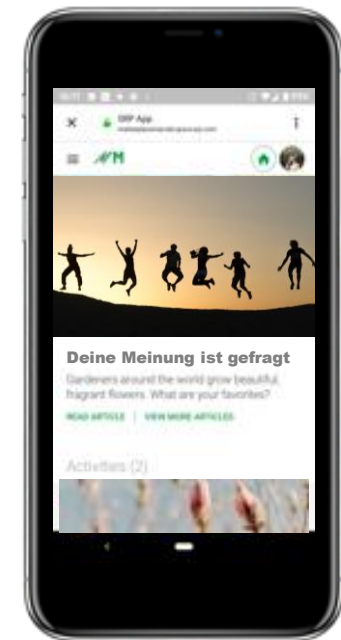 SRP App
Deine Meinung ist gefragt
Gardeners around the world grow beautiful,
fragrant flowers. What are your favorites?
READ ARTICLE | VIEW MORE ARTICLES
Activities (2)